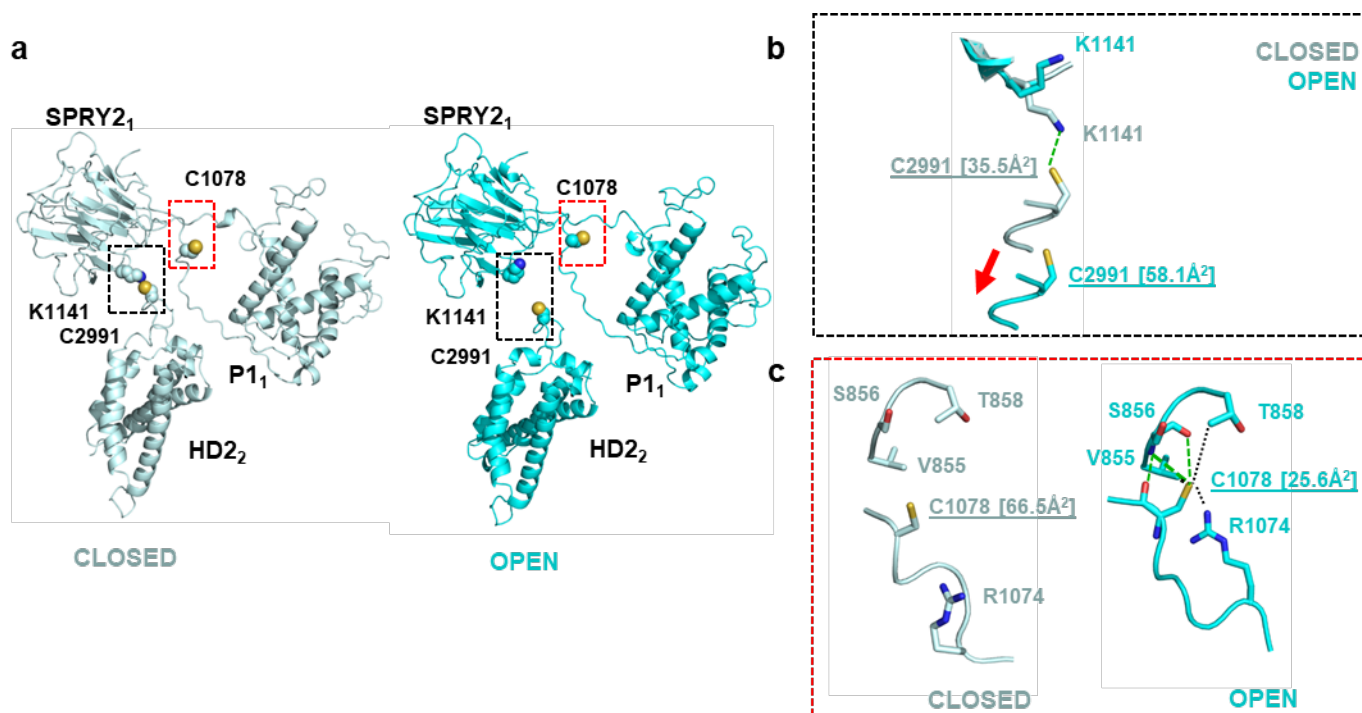 a
SPRY2₁
C1078
K1141
C2991
P1₁
HD2₂
CLOSED
SPRY2₁
C1078
K1141
C2991
P1₁
HD2₂
OPEN
b
CLOSED
OPEN
K1141
K1141
C2991 [35.5Å²]
C2991 [58.1Å²]
c
S856
T858
V855
C1078 [66.5Å²]
R1074
CLOSED
S856
T858
V855
C1078 [25.6Å²]
R1074
OPEN